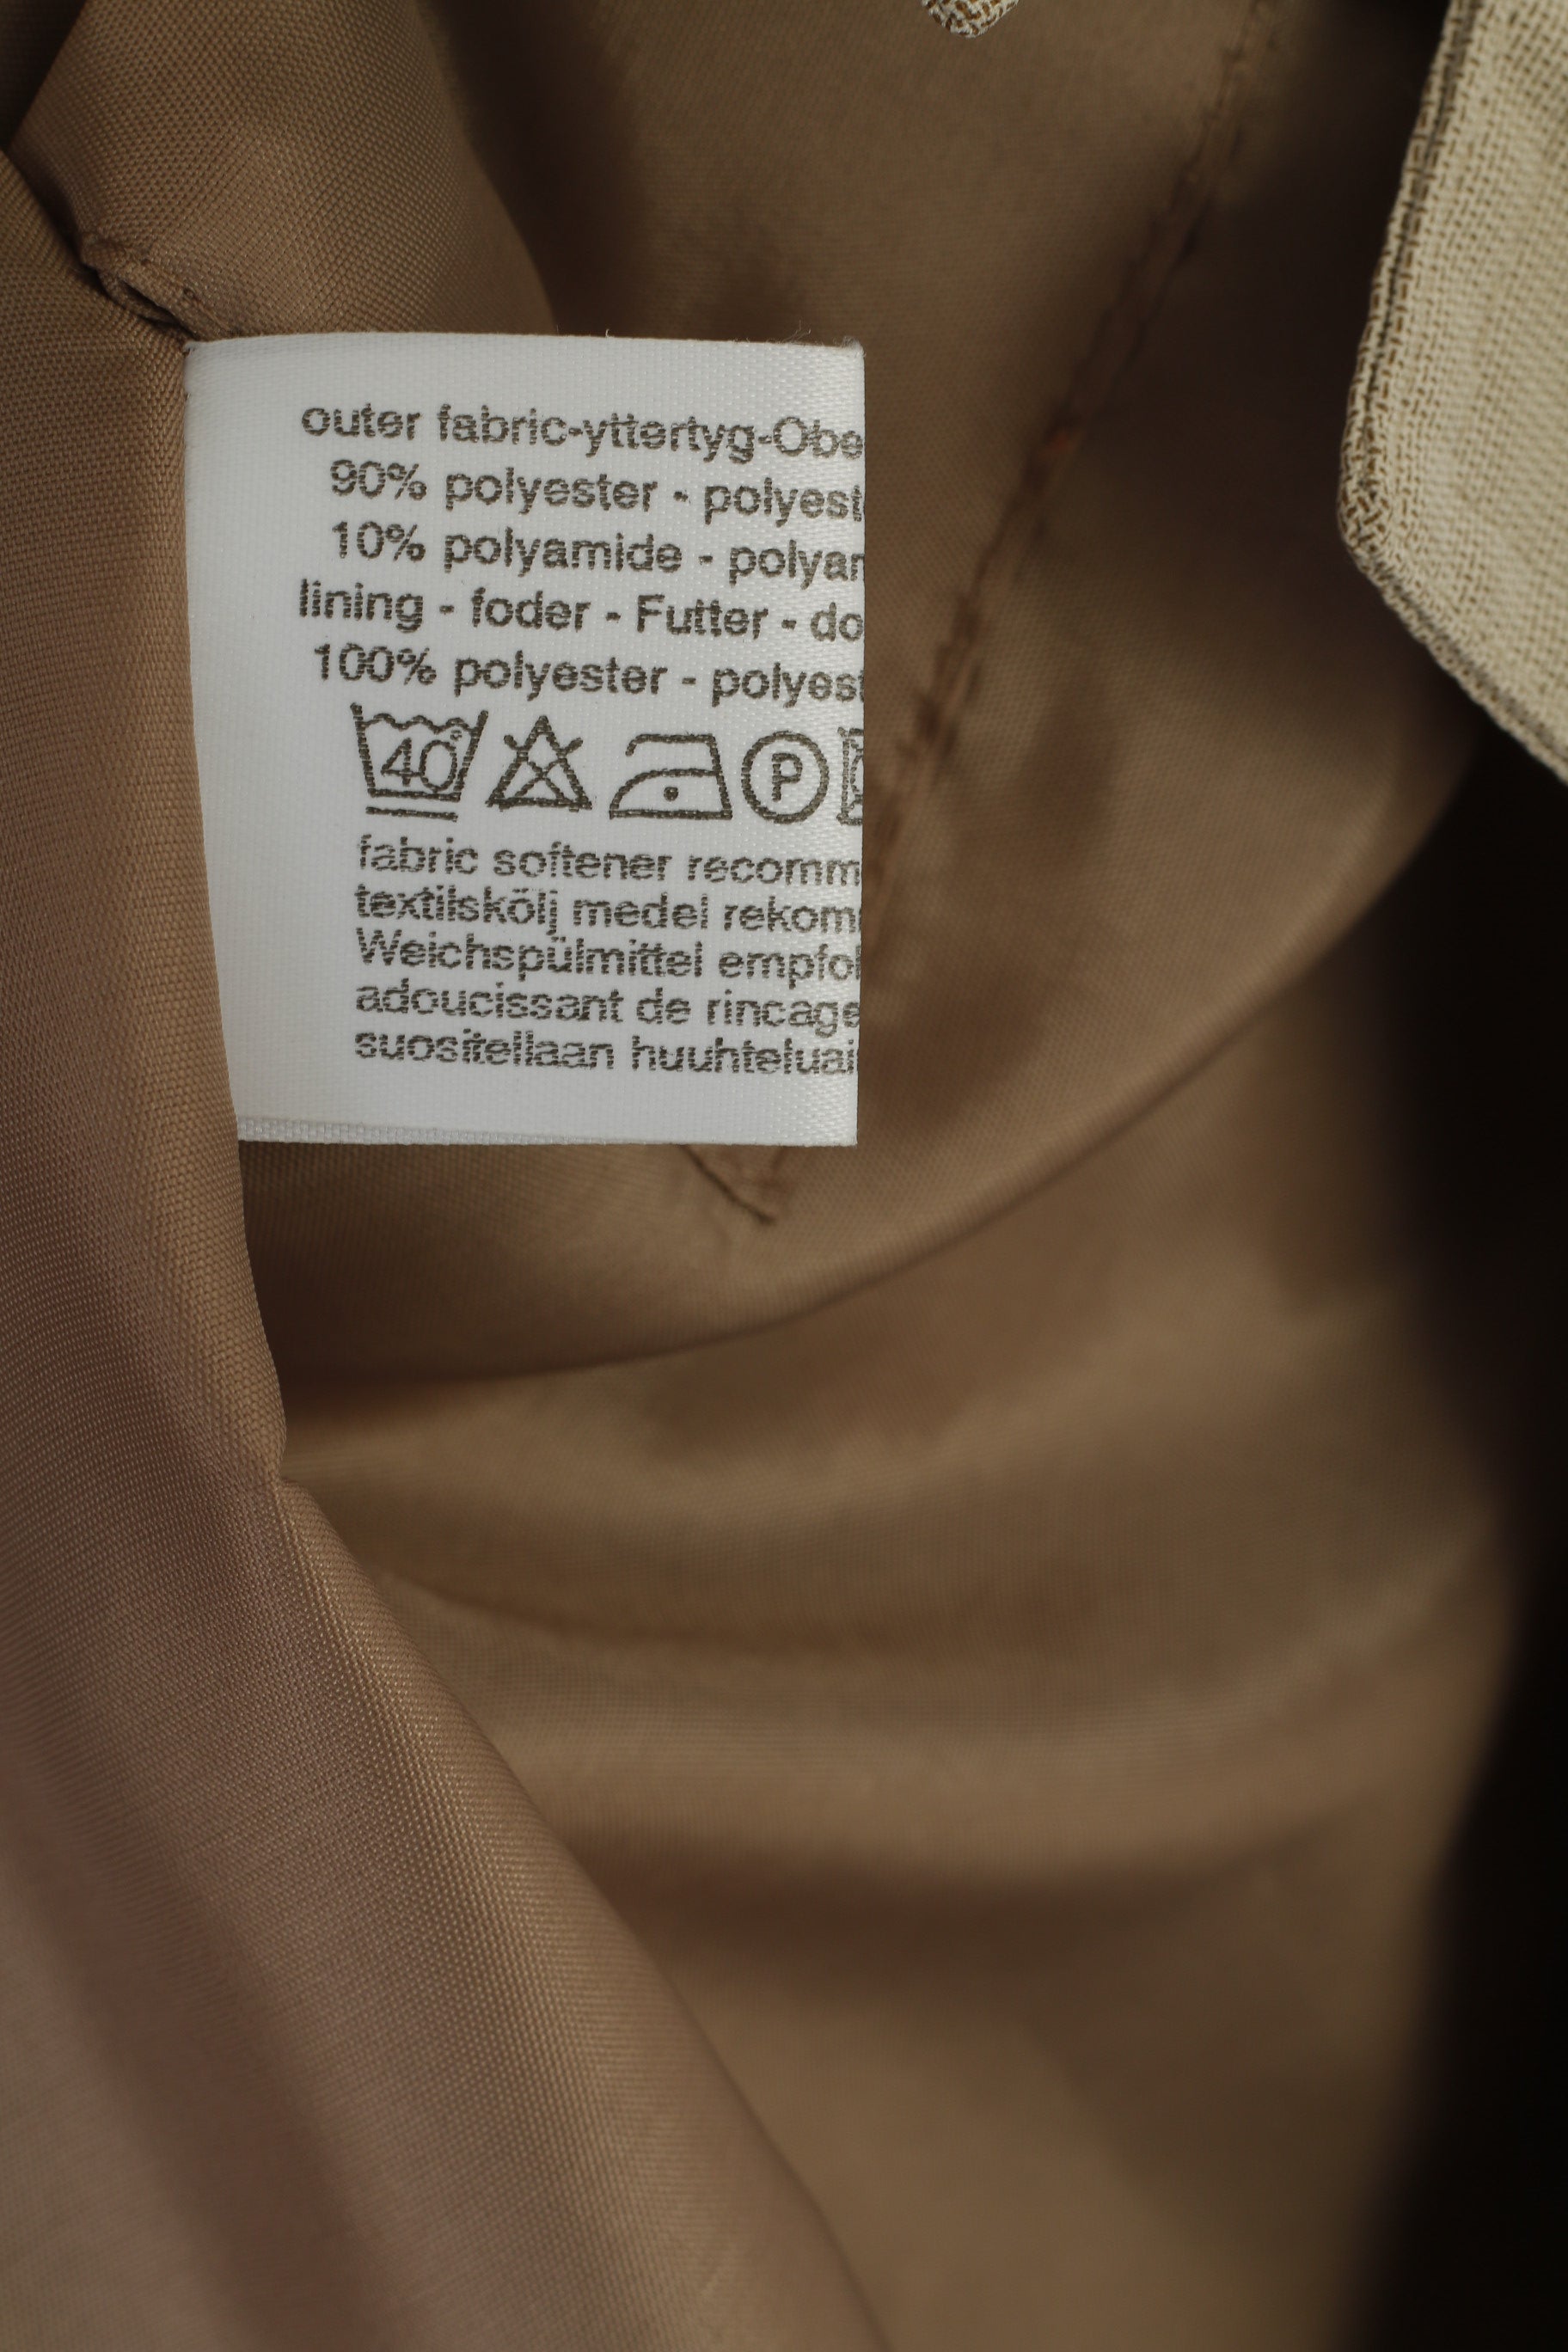 outer fabric-yttertyg-Obe
90% polyester - polyest
10% polyamide - polyam
lining - foder - Futter - do
100% polyester - polyest
40°
P
fabric softener recomm
textilskölj medel rekom
Weichspülmittel empfol
adoucissant de rincage
suositellaan huuhteluai